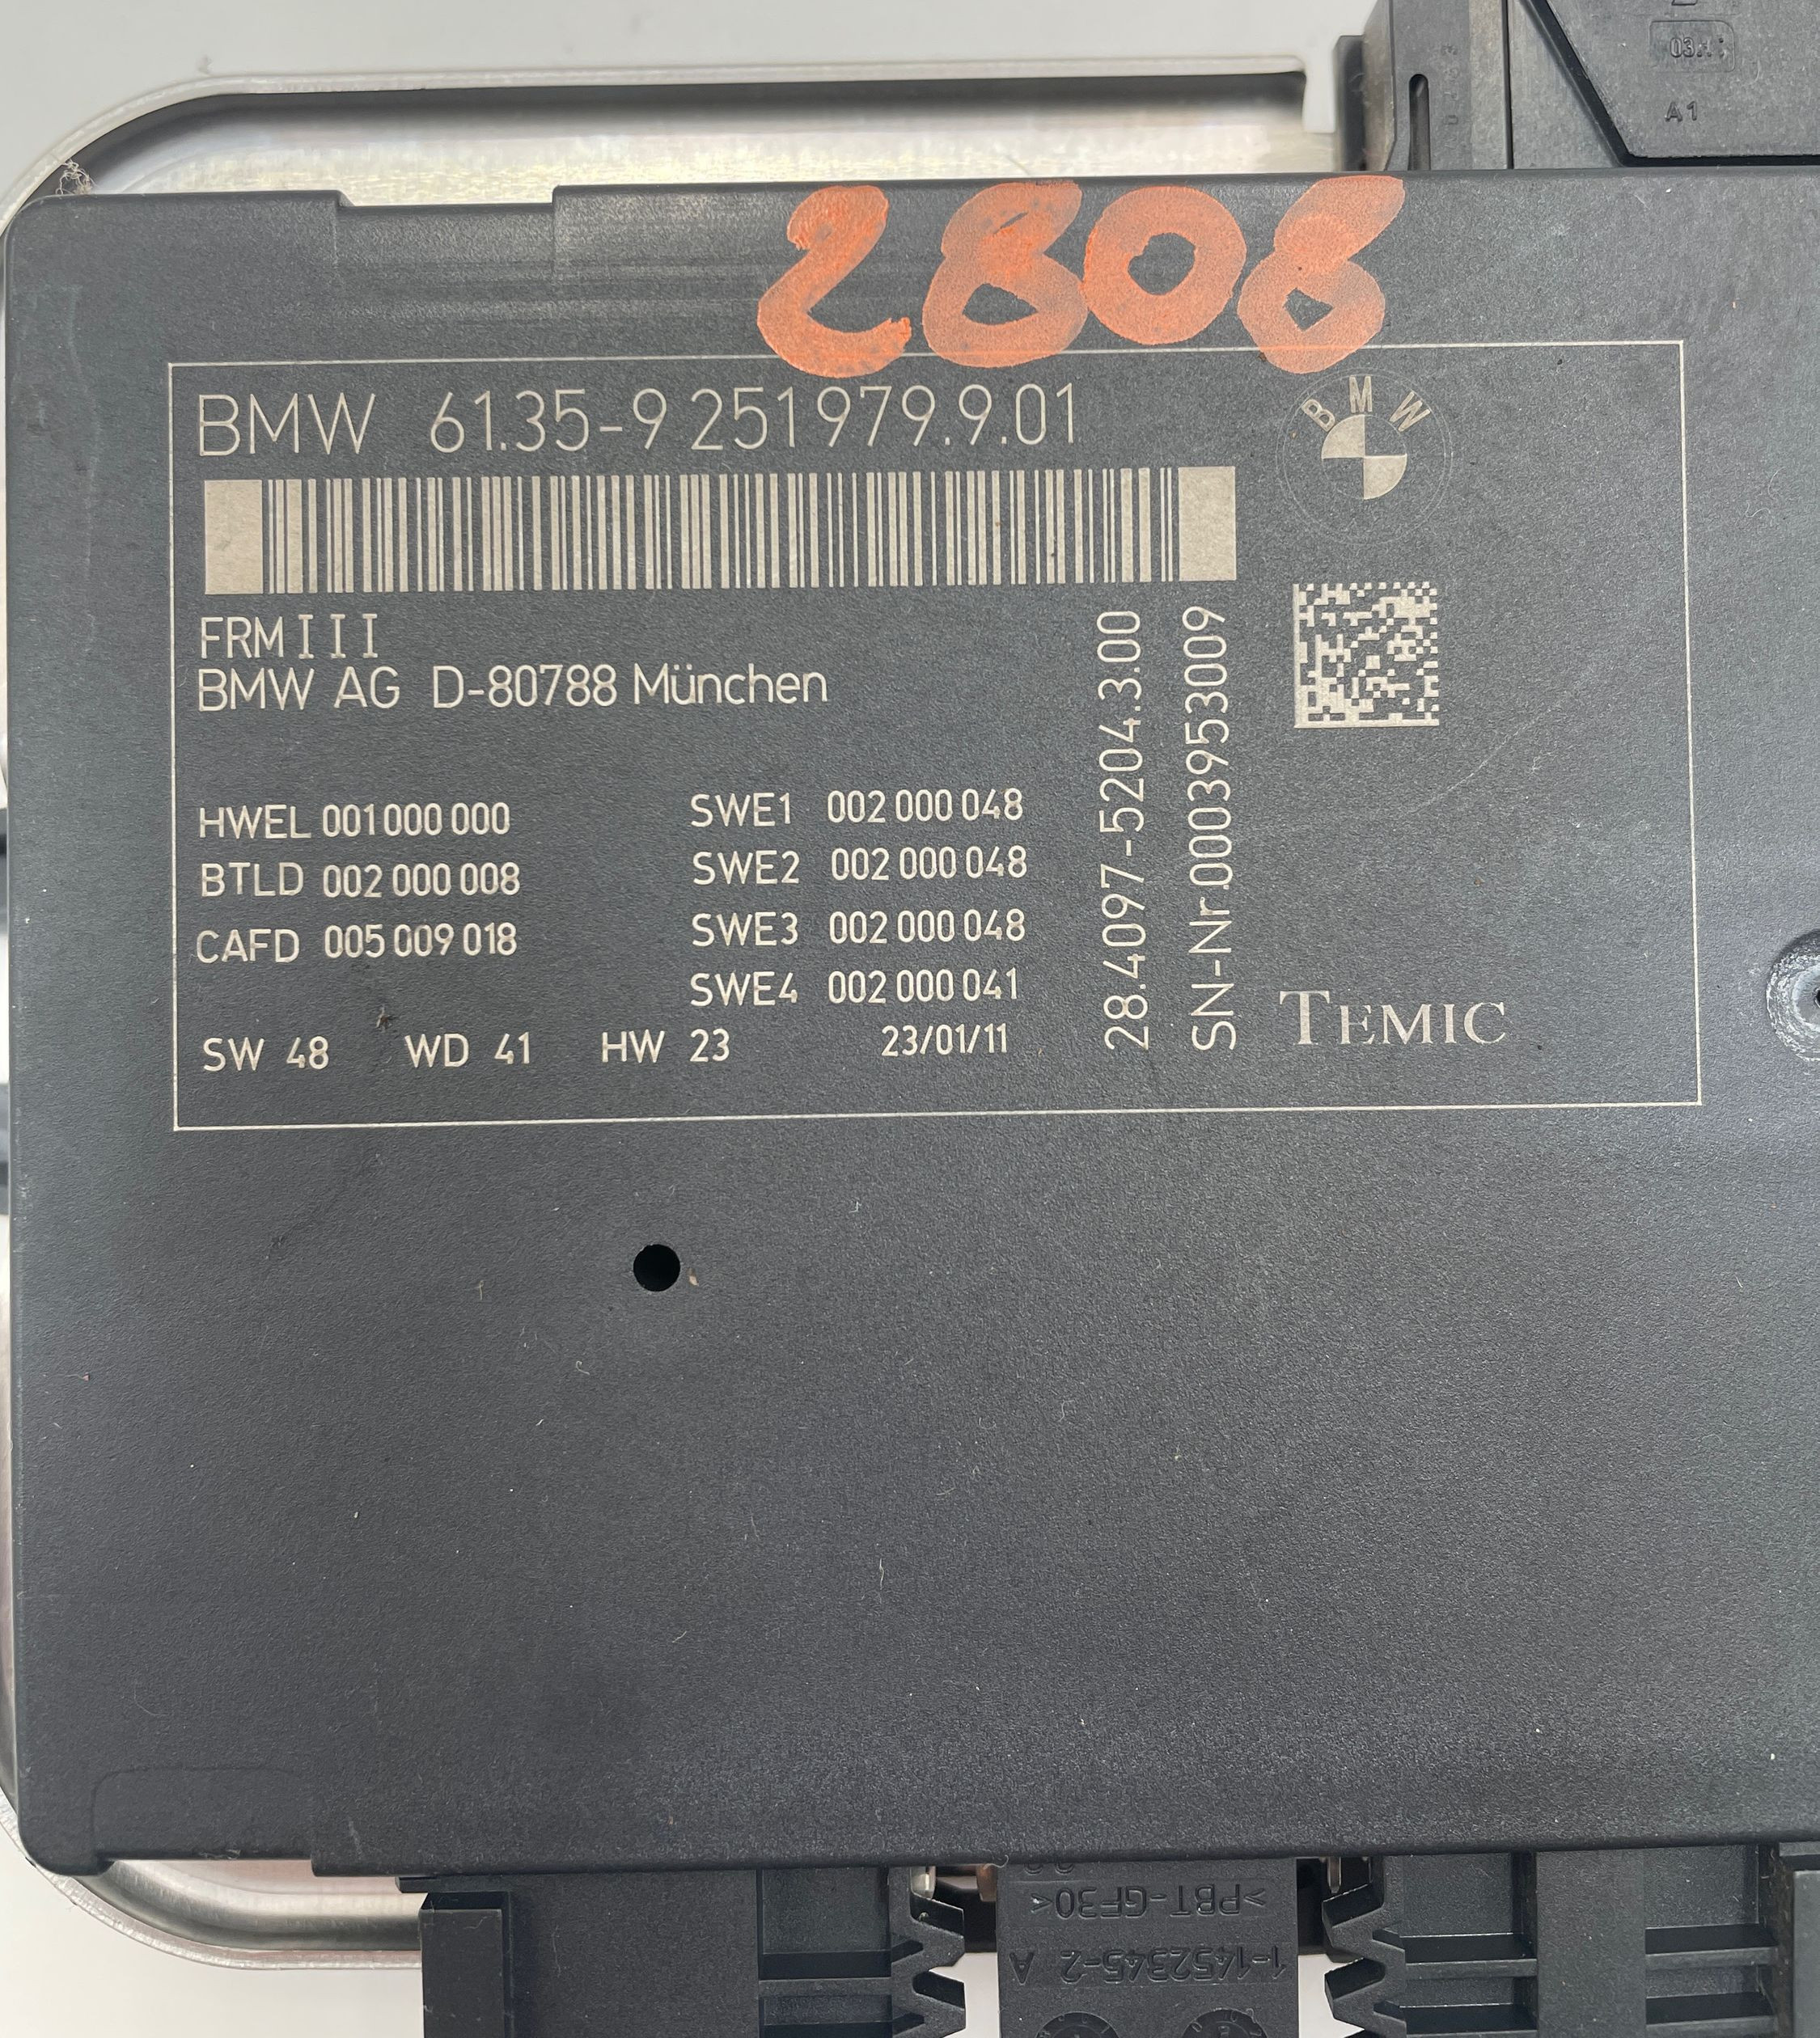 A1
2808
BMW 61.35-9 251979.9.01
BMW
FRM III
BMW AG D-80788 München
HWEL 001 000 000
BTLD 002 000 008
CAFD 005 009 018
SWE1 002 000 048
SWE2 002 000 048
SWE3 002 000 048
SWE4 002 000 041
SW 48 WD 41 HW 23 23/01/11
28.4097-5204.3.00
SN-Nr.0003953009
TEMIC
>PBT-GF30<
1-1452345-2 A